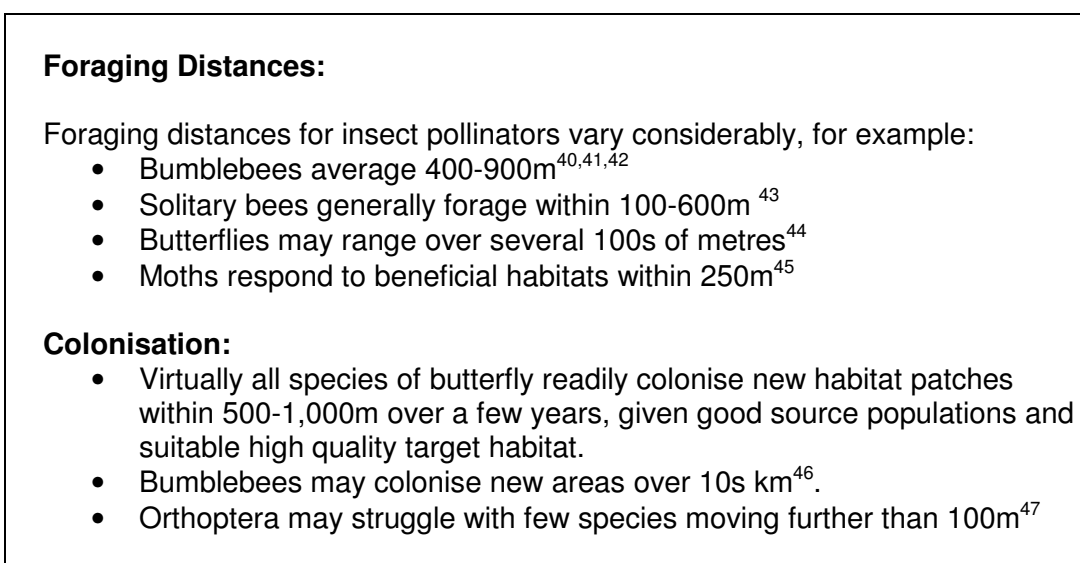 Foraging Distances:
Foraging distances for insect pollinators vary considerably, for example:
• Bumblebees average 400-900m40,41,42
• Solitary bees generally forage within 100-600m 43
• Butterflies may range over several 100s of metres44
• Moths respond to beneficial habitats within 250m45
Colonisation:
• Virtually all species of butterfly readily colonise new habitat patches
within 500-1,000m over a few years, given good source populations and
suitable high quality target habitat.
• Bumblebees may colonise new areas over 10s km46.
• Orthoptera may struggle with few species moving further than 100m47